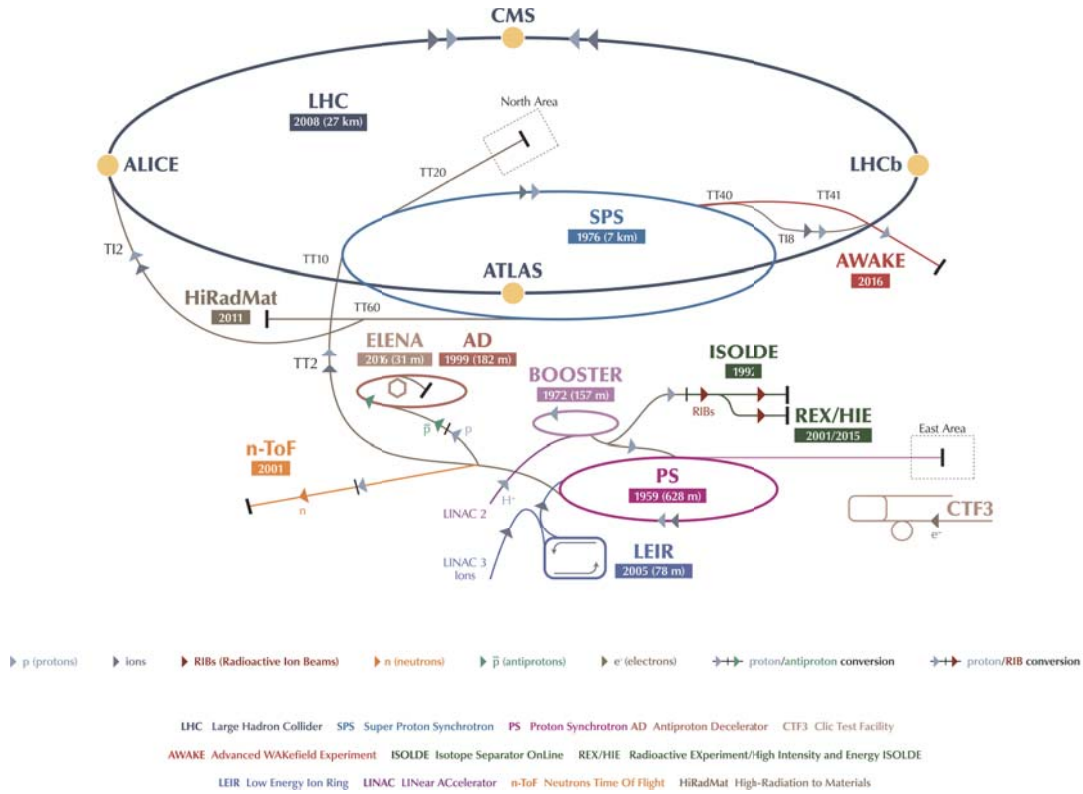 CMS
LHC
2008 (27 km)
North Area
ALICE
LHCb
TT20
TT40
TT41
SPS
1976 (7 km)
TI2
TT10
TI8
ATLAS
AWAKE
2016
HiRadMat
2011
TT60
ELENA
2016 (31 m)
AD
1999 (182 m)
TT2
ISOLDE
1992
BOOSTER
1972 (157 m)
RIBs
REX/HIE
2001/2015
p̅
p
East Area
n-ToF
2001
n
PS
1959 (628 m)
H⁻
LINAC 2
CTF3
e⁻
LINAC 3
Ions
LEIR
2005 (78 m)
p (protons) ions RIBs (Radioactive Ion Beams) n (neutrons) p̅ (antiprotons) e⁻ (electrons) proton/antiproton conversion proton/RIB conversion
LHC Large Hadron Collider SPS Super Proton Synchrotron PS Proton Synchrotron AD Antiproton Decelerator CTF3 Clic Test Facility
AWAKE Advanced WAKefield Experiment ISOLDE Isotope Separator OnLine REX/HIE Radioactive EXperiment/High Intensity and Energy ISOLDE
LEIR Low Energy Ion Ring LINAC LINear ACcelerator n-ToF Neutrons Time Of Flight HiRadMat High-Radiation to Materials